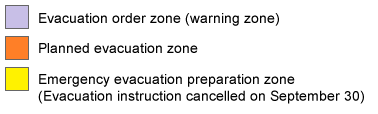 Evacuation order zone (warning zone)
Planned evacuation zone
Emergency evacuation preparation zone
(Evacuation instruction cancelled on September 30)